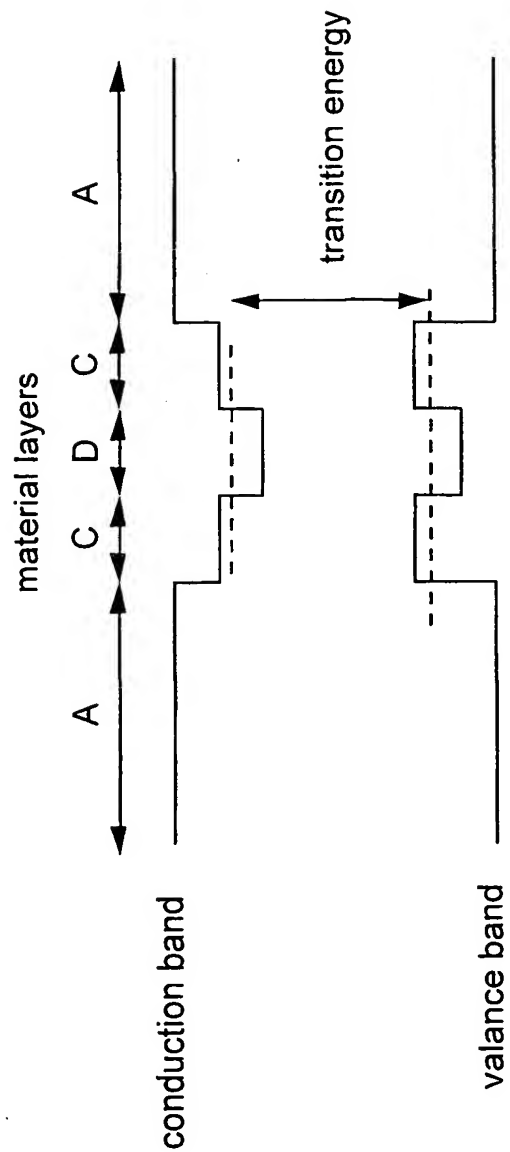 material layers
A C D C A
conduction band
transition energy
valance band